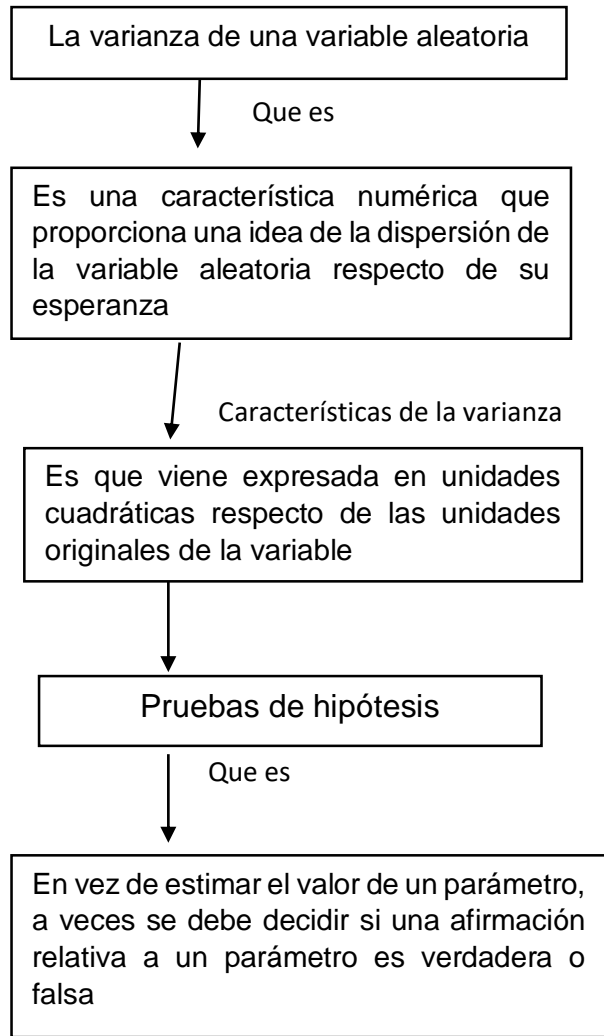 La varianza de una variable aleatoria
Que es
Es una característica numérica que
proporciona una idea de la dispersión de
la variable aleatoria respecto de su
esperanza
Características de la varianza
Es que viene expresada en unidades
cuadráticas respecto de las unidades
originales de la variable
Pruebas de hipótesis
Que es
En vez de estimar el valor de un parámetro,
a veces se debe decidir si una afirmación
relativa a un parámetro es verdadera o
falsa